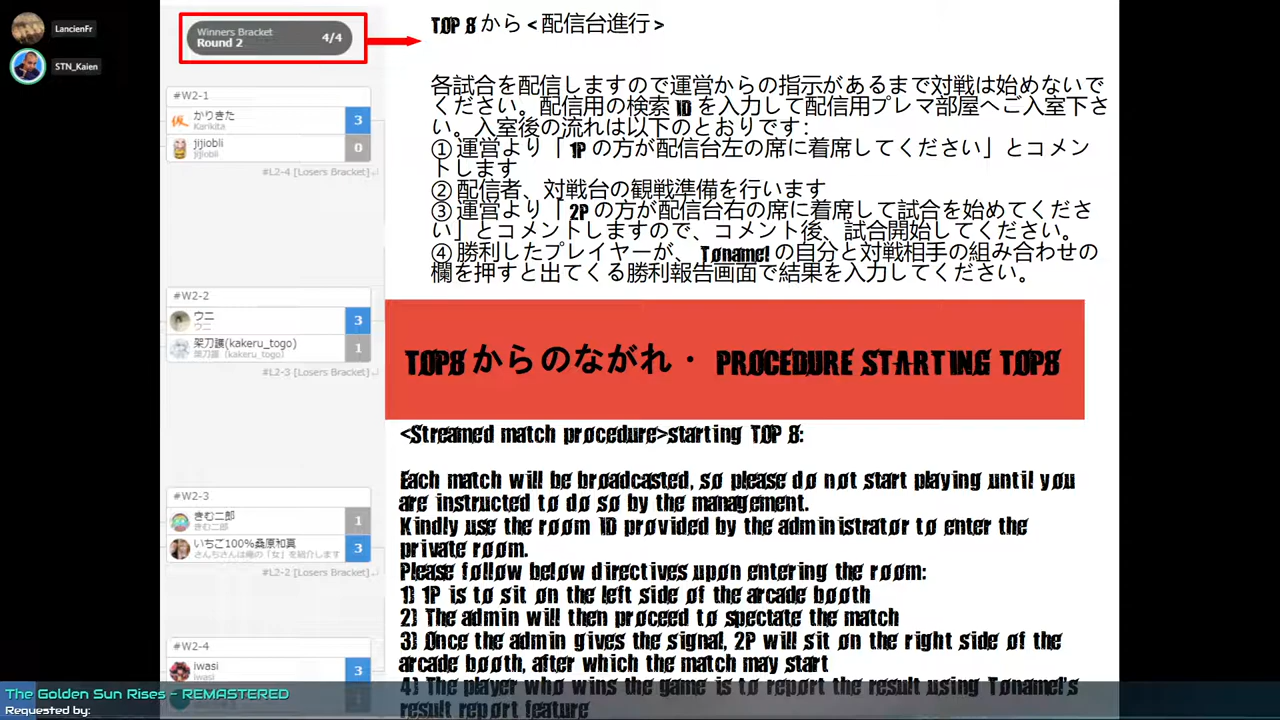 LancienFr
STN_Kaien
Winners Bracket
Round 2
4/4
#W2-1
かりきた
Karikita
3
jijiobli
jijiobli
0
#L2-4 [Losers Bracket]
#W2-2
ウニ
ウニ
3
架刀護(kakeru_togo)
架刀護(kakeru_togo)
1
#L2-3 [Losers Bracket]
#W2-3
きむ二郎
きむ二郎
1
いちご100%桑原和真
さんちさんは俺の「女」を紹介します
3
#L2-2 [Losers Bracket]
#W2-4
iwasi
iwasi
3
TOP 8 から < 配信台進行 >
各試合を配信しますので運営からの指示があるまで対戦は始めないで
ください。配信用の検索 ID を入力して配信用プレマ部屋へご入室下さ
い。入室後の流れは以下のとおりです:
① 運営より「 1P の方が配信台左の席に着席してください」とコメン
トします
② 配信者、対戦台の観戦準備を行います
③ 運営より「 2P の方が配信台右の席に着席して試合を始めてくださ
い」とコメントしますので、コメント後、試合開始してください。
④ 勝利したプレイヤーが、 Tonamel の自分と対戦相手の組み合わせの
欄を押すと出てくる勝利報告画面で結果を入力してください。
TOP8 からのながれ・ PROCEDURE STARTING TOP8
<Streamed match procedure>starting TOP 8:
Each match will be broadcasted, so please do not start playing until you
are instructed to do so by the management.
Kindly use the room ID provided by the administrator to enter the
private room.
Please follow below directives upon entering the room:
1) 1P is to sit on the left side of the arcade booth
2) The admin will then proceed to spectate the match
3) Once the admin gives the signal, 2P will sit on the right side of the
arcade booth, after which the match may start
4) The player who wins the game is to report the result using Tonamel's
result report feature
The Golden Sun Rises - REMASTERED
Requested by: